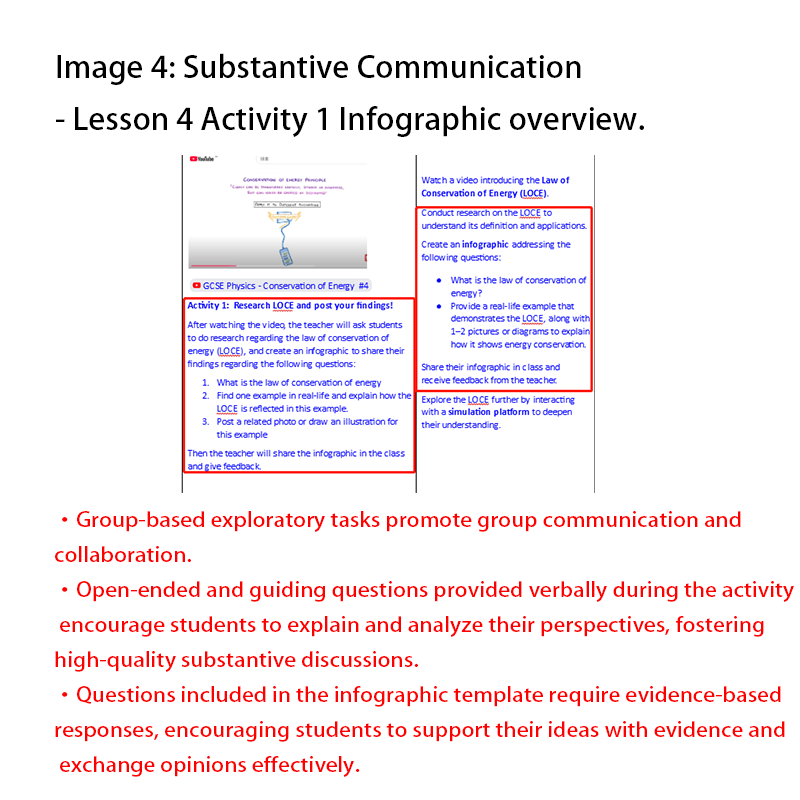 Image 4: Substantive Communication
- Lesson 4 Activity 1 Infographic overview.
YouTube
CONSERVATION OF ENERGY PRINCIPLE
GCSE Physics - Conservation of Energy #4
Activity 1: Research LOCE and post your findings!
After watching the video, the teacher will ask students
to do research regarding the law of conservation of
energy (LOCE), and create an infographic to share their
findings regarding the following questions:
1. What is the law of conservation of energy
2. Find one example in real-life and explain how the
LOCE is reflected in this example.
3. Post a related photo or draw an illustration for
this example
Then the teacher will share the infographic in the class
and give feedback.
Watch a video introducing the Law of
Conservation of Energy (LOCE).
Conduct research on the LOCE to
understand its definition and applications.
Create an infographic addressing the
following questions:
• What is the law of conservation of
energy?
• Provide a real-life example that
demonstrates the LOCE, along with
1–2 pictures or diagrams to explain
how it shows energy conservation.
Share their infographic in class and
receive feedback from the teacher.
Explore the LOCE further by interacting
with a simulation platform to deepen
their understanding.
・Group-based exploratory tasks promote group communication and
collaboration.
・Open-ended and guiding questions provided verbally during the activity
encourage students to explain and analyze their perspectives, fostering
high-quality substantive discussions.
・Questions included in the infographic template require evidence-based
responses, encouraging students to support their ideas with evidence and
exchange opinions effectively.